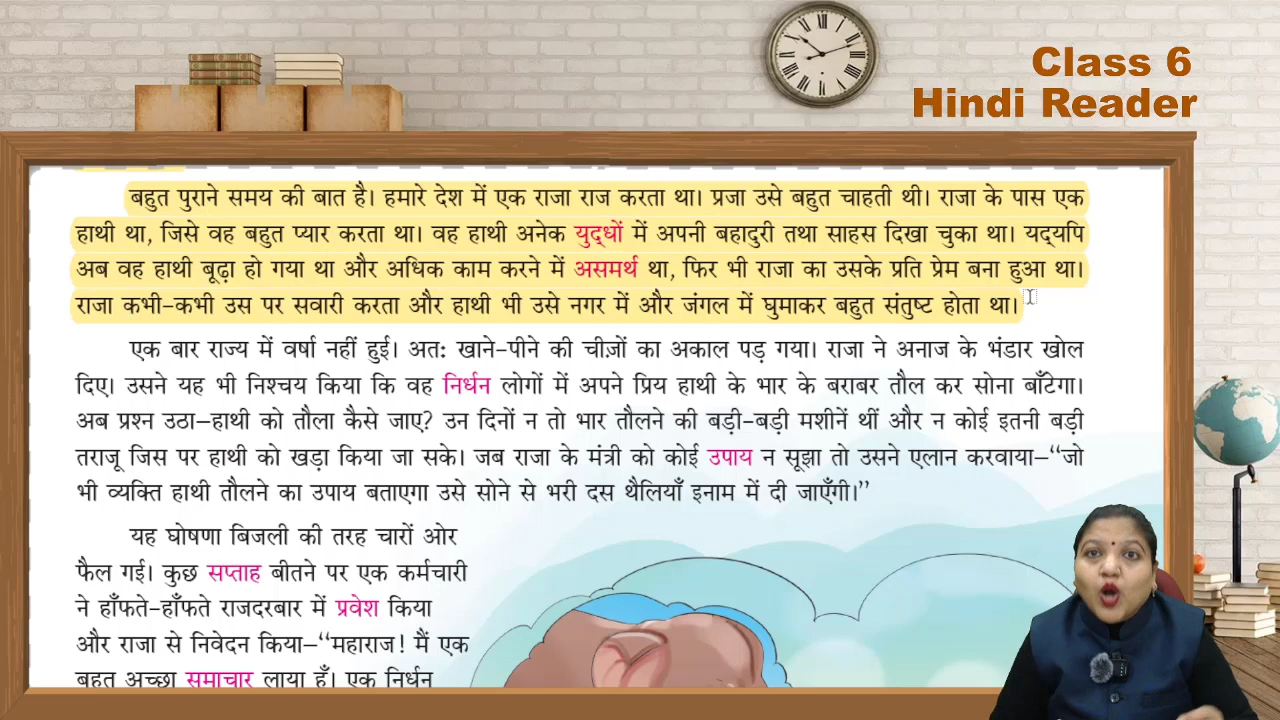 Class 6
Hindi Reader
बहुत पुराने समय की बात है। हमारे देश में एक राजा राज करता था। प्रजा उसे बहुत चाहती थी। राजा के पास एक
हाथी था, जिसे वह बहुत प्यार करता था। वह हाथी अनेक युद्धों में अपनी बहादुरी तथा साहस दिखा चुका था। यद्यपि
अब वह हाथी बूढ़ा हो गया था और अधिक काम करने में असमर्थ था, फिर भी राजा का उसके प्रति प्रेम बना हुआ था।
राजा कभी-कभी उस पर सवारी करता और हाथी भी उसे नगर में और जंगल में घुमाकर बहुत संतुष्ट होता था।
एक बार राज्य में वर्षा नहीं हुई। अतः खाने-पीने की चीज़ों का अकाल पड़ गया। राजा ने अनाज के भंडार खोल
दिए। उसने यह भी निश्चय किया कि वह निर्धन लोगों में अपने प्रिय हाथी के भार के बराबर तौल कर सोना बाँटेगा।
अब प्रश्न उठा–हाथी को तौला कैसे जाए? उन दिनों न तो भार तौलने की बड़ी-बड़ी मशीनें थीं और न कोई इतनी बड़ी
तराजू जिस पर हाथी को खड़ा किया जा सके। जब राजा के मंत्री को कोई उपाय न सूझा तो उसने एलान करवाया–“जो
भी व्यक्ति हाथी तौलने का उपाय बताएगा उसे सोने से भरी दस थैलियाँ इनाम में दी जाएँगी।”
यह घोषणा बिजली की तरह चारों ओर
फैल गई। कुछ सप्ताह बीतने पर एक कर्मचारी
ने हाँफते-हाँफते राजदरबार में प्रवेश किया
और राजा से निवेदन किया–“महाराज! मैं एक
बहुत अच्छा समाचार लाया हूँ। एक निर्धन